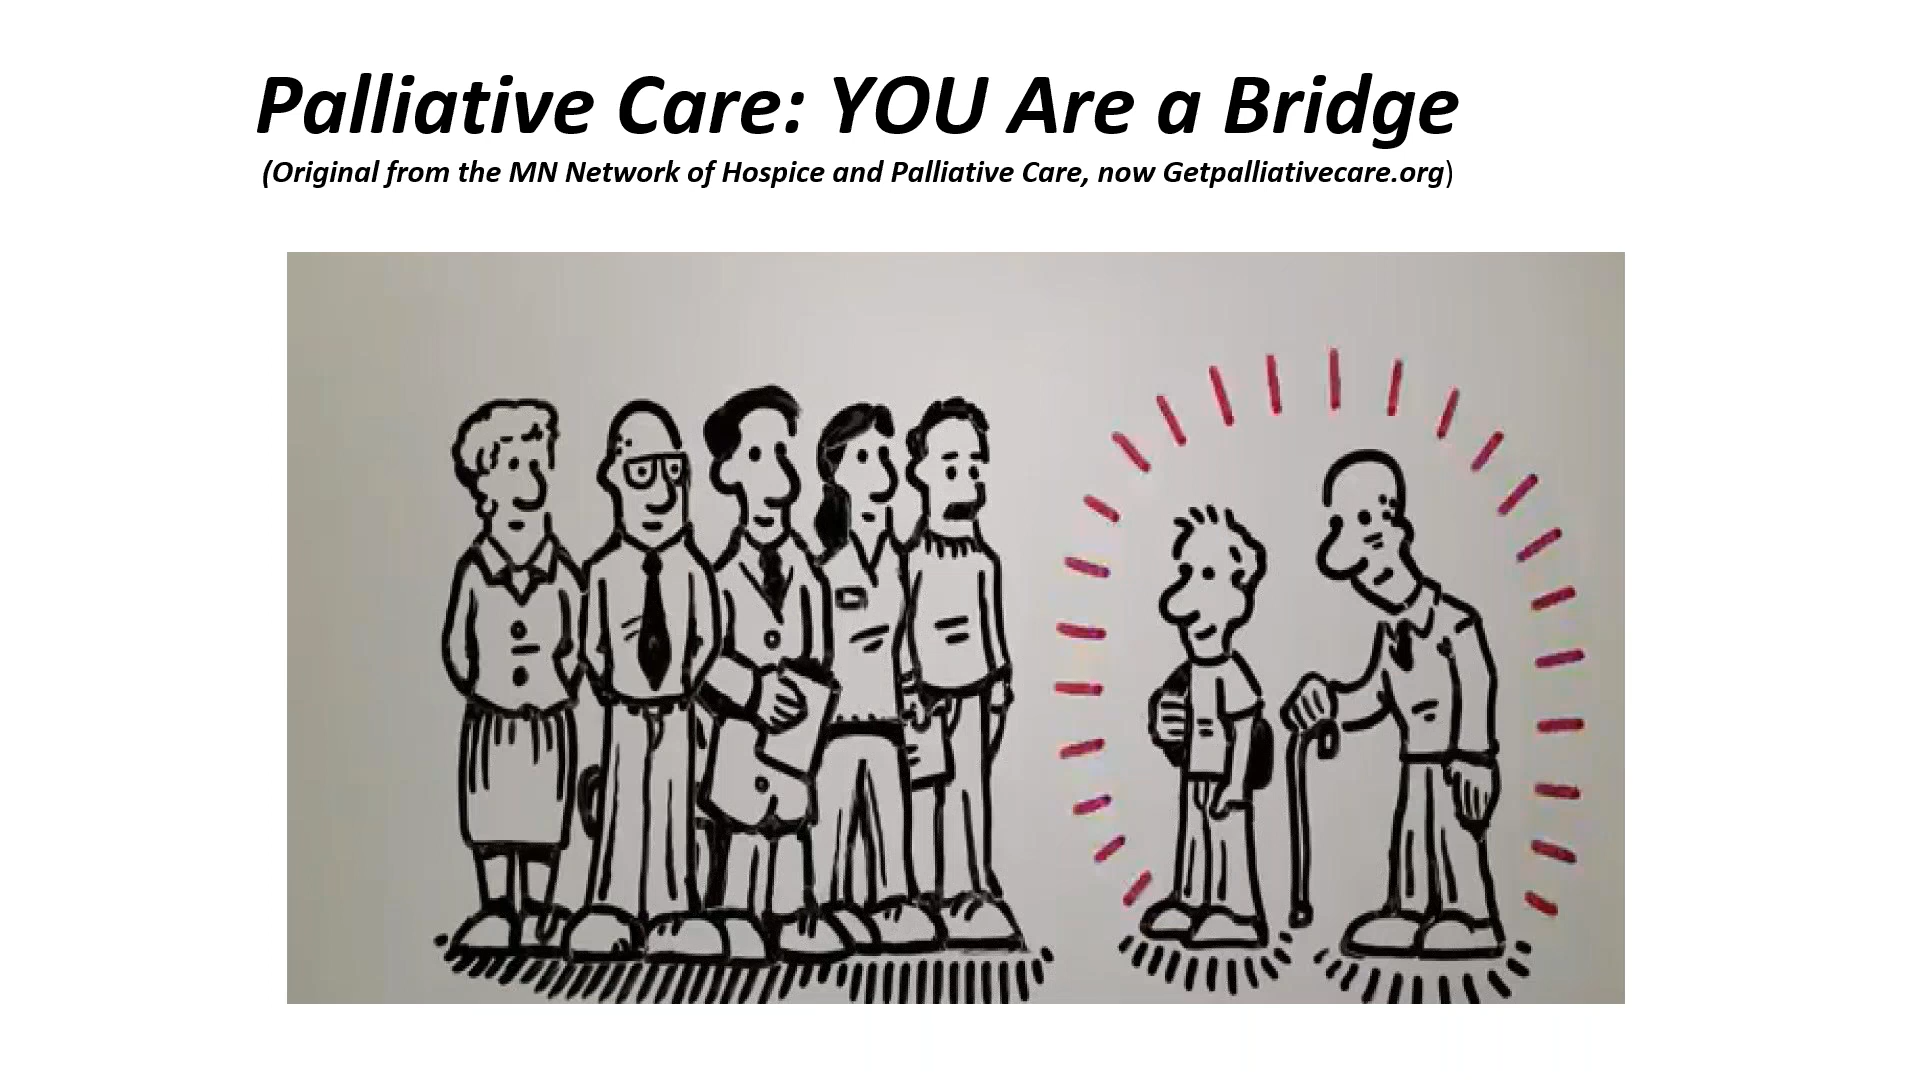 Palliative Care: YOU Are a Bridge
(Original from the MN Network of Hospice and Palliative Care, now Getpalliativecare.org)